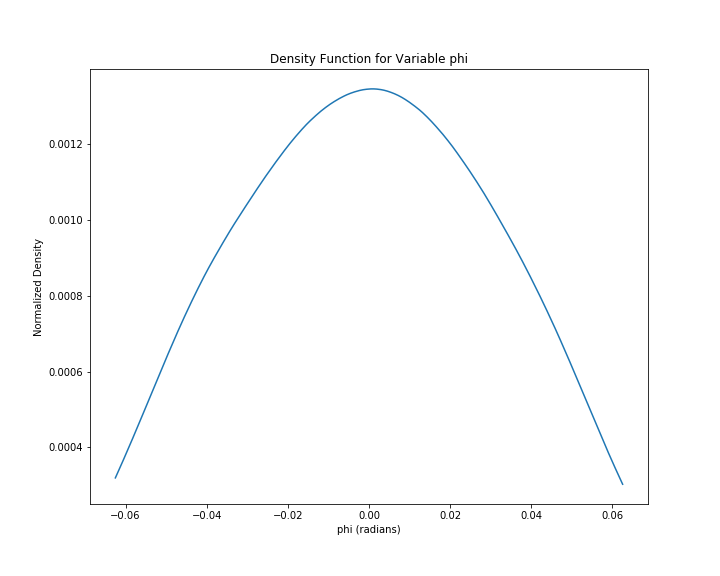 Density Function for Variable phi
Normalized Density
0.0012
0.0010
0.0008
0.0006
0.0004
−0.06 −0.04 −0.02 0.00 0.02 0.04 0.06
phi (radians)